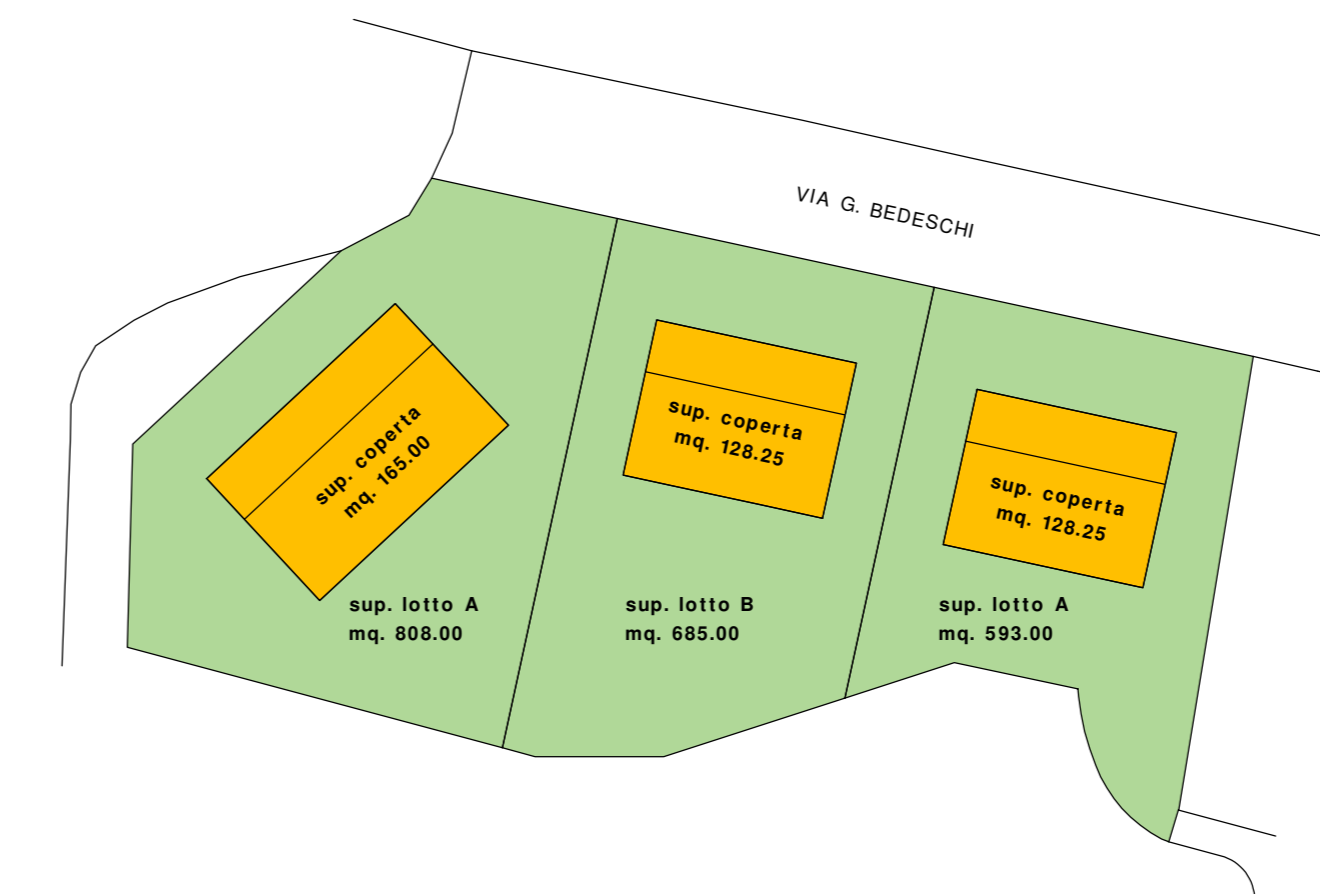 VIA G. BEDESCHI
sup. coperta
mq. 165.00
sup. lotto A
mq. 808.00
sup. coperta
mq. 128.25
sup. lotto B
mq. 685.00
sup. coperta
mq. 128.25
sup. lotto A
mq. 593.00